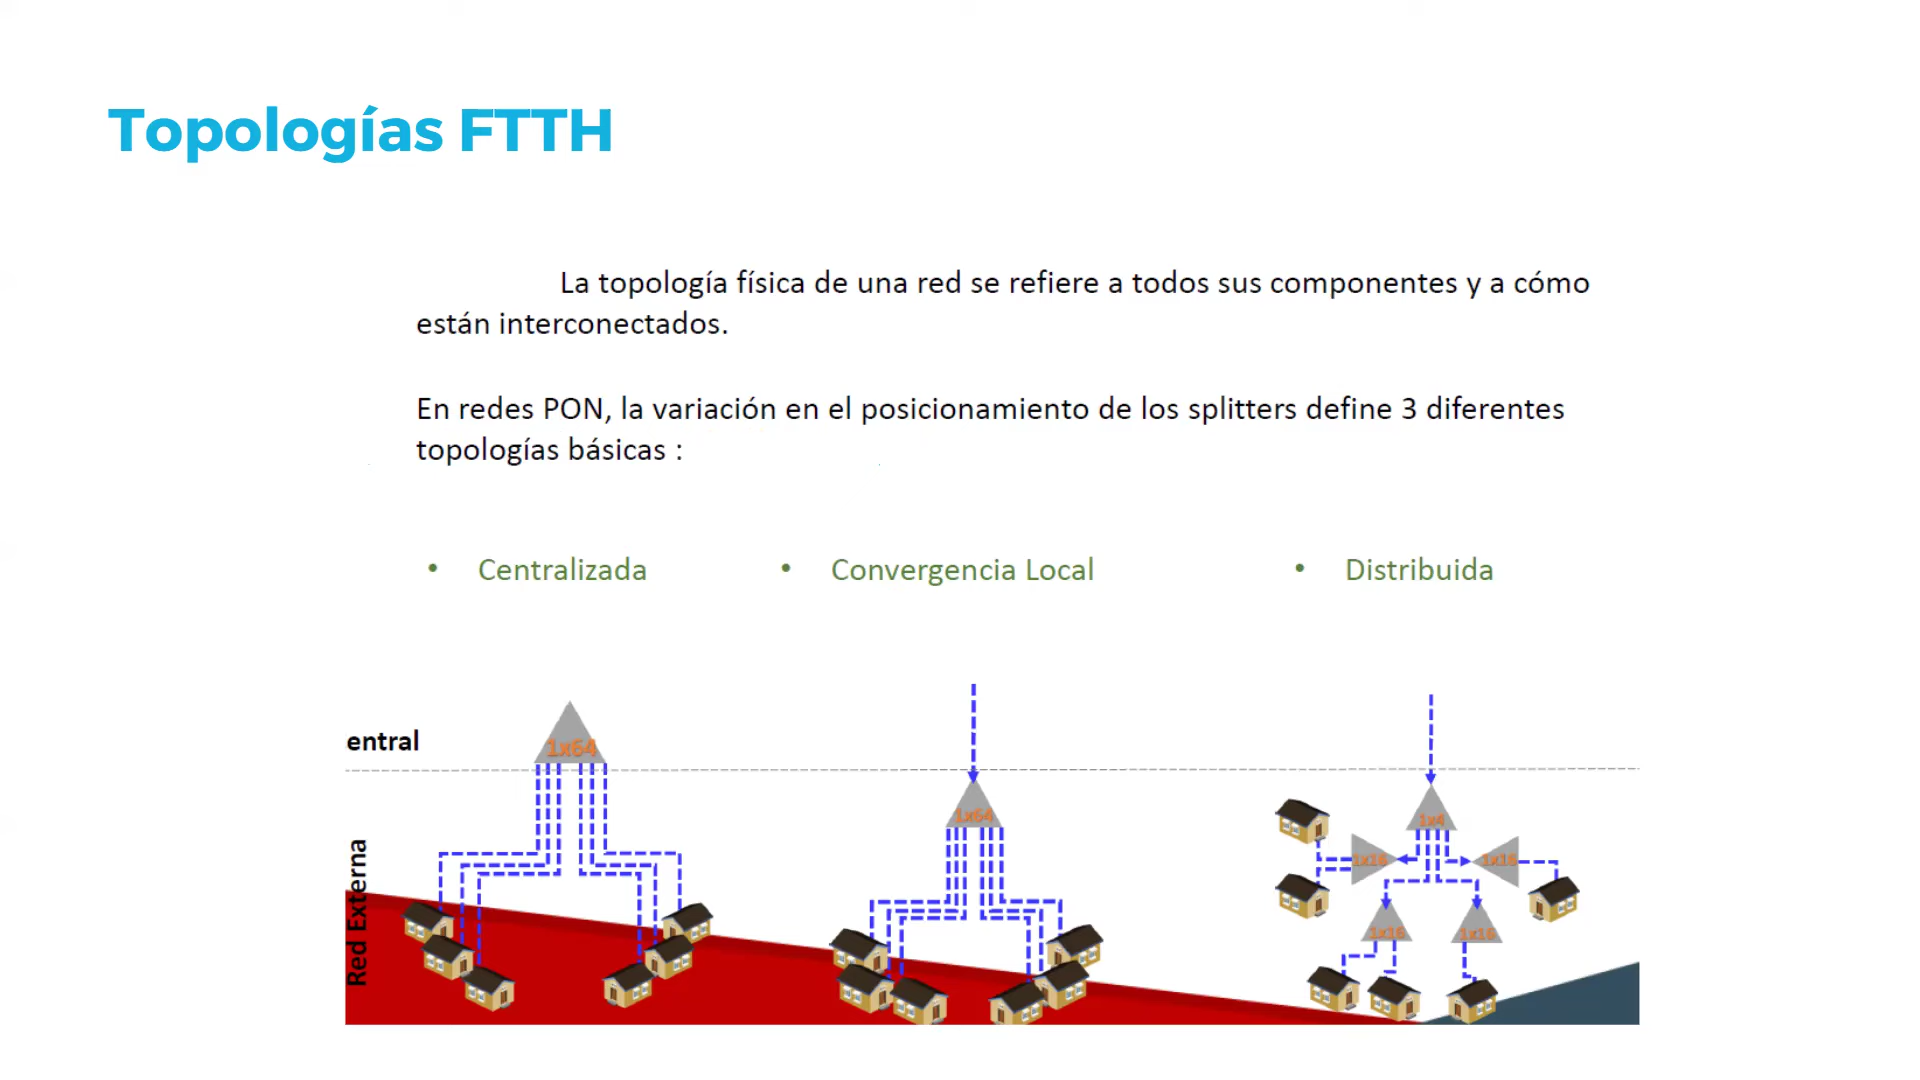 Topologías FTTH
La topología física de una red se refiere a todos sus componentes y a cómo
están interconectados.
En redes PON, la variación en el posicionamiento de los splitters define 3 diferentes
topologías básicas :
• Centralizada
• Convergencia Local
• Distribuida
entral
1x64
1x64
1x4
1x16
1x16
1x16
1x16
Red Externa